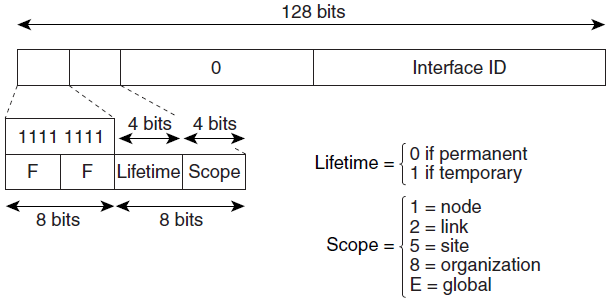 128 bits
0 Interface ID
1111 1111 4 bits 4 bits
F F Lifetime Scope
8 bits 8 bits
Lifetime = 0 if permanent
1 if temporary
Scope = 1 = node
2 = link
5 = site
8 = organization
E = global